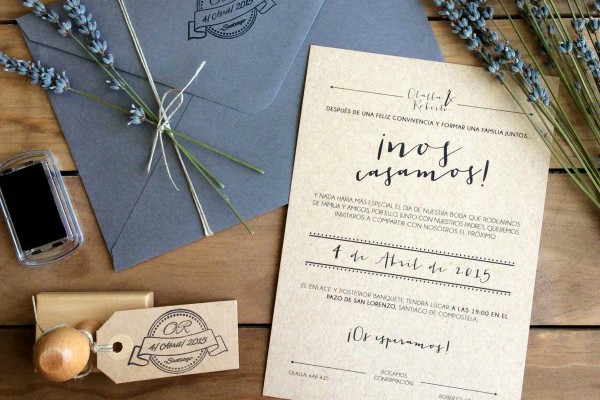 4 Abril 2015
-Santiago-
Olalla &
Roberto
DESPUÉS DE UNA FELIZ CONVIVENCIA Y FORMAR UNA FAMILIA JUNTOS...
¡nos
casamos!
Y NADA HARÍA MÁS ESPECIAL EL DÍA DE NUESTRA BODA QUE RODEARNOS
DE FAMILIA Y AMIGOS, POR ELLO, JUNTO CON NUESTROS PADRES, QUEREMOS
INVITAROS A COMPARTIR CON NOSOTROS EL PRÓXIMO
4 de Abril de 2015
EL ENLACE Y POSTERIOR BANQUETE TENDRÁ LUGAR A LAS 19:00 EN EL
PAZO DE SAN LORENZO, SANTIAGO DE COMPOSTELA.
¡Os esperamos!
OLALLA 646 425
ROGAMOS
CONFIRMACIÓN
ROBERTO
OR
4 Abril 2015
-Santiago-